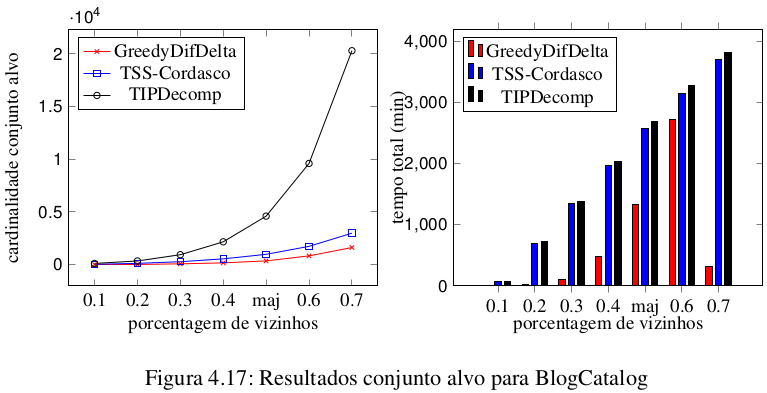 ·10⁴
2
1.5
1
0.5
0
cardinalidade conjunto alvo
GreedyDifDelta
TSS-Cordasco
TIPDecomp
0.1 0.2 0.3 0.4 maj 0.6 0.7
porcentagem de vizinhos
4,000
3,000
2,000
1,000
0
tempo total (min)
GreedyDifDelta
TSS-Cordasco
TIPDecomp
0.1 0.2 0.3 0.4 maj 0.6 0.7
porcentagem de vizinhos
Figura 4.17: Resultados conjunto alvo para BlogCatalog